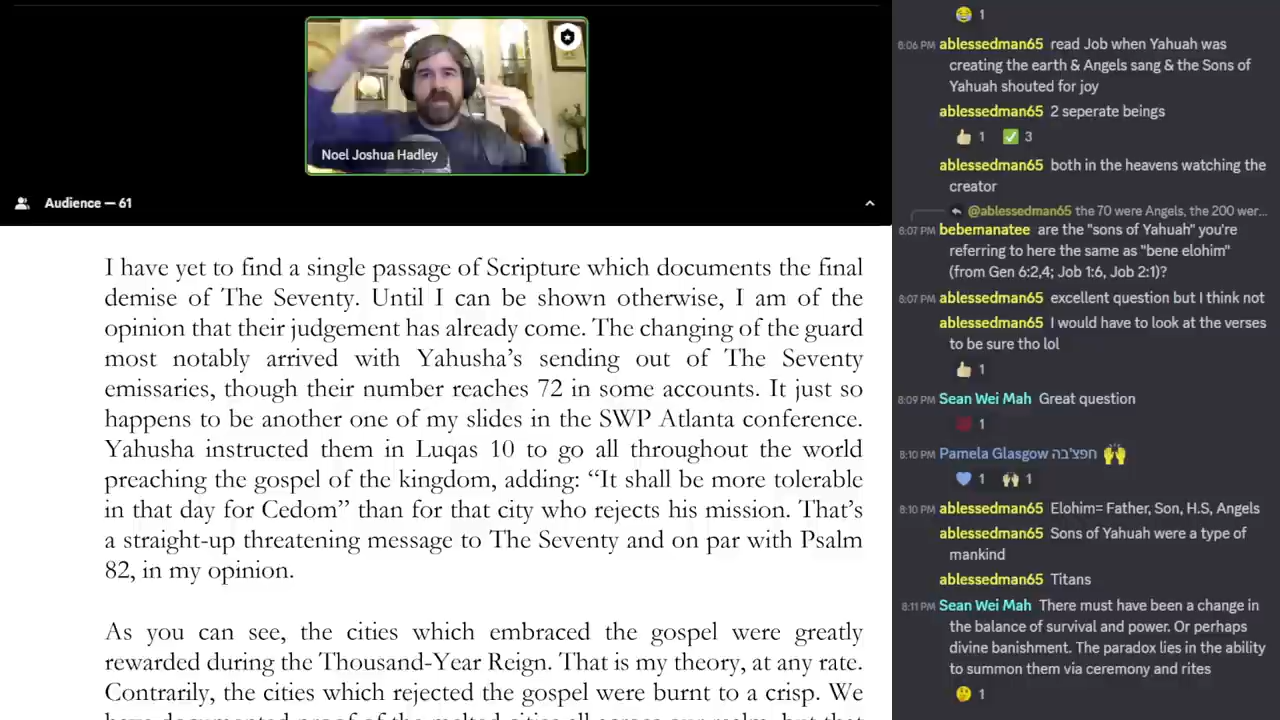 Noel Joshua Hadley
Audience — 61
I have yet to find a single passage of Scripture which documents the final
demise of The Seventy. Until I can be shown otherwise, I am of the
opinion that their judgement has already come. The changing of the guard
most notably arrived with Yahusha’s sending out of The Seventy
emissaries, though their number reaches 72 in some accounts. It just so
happens to be another one of my slides in the SWP Atlanta conference.
Yahusha instructed them in Luqas 10 to go all throughout the world
preaching the gospel of the kingdom, adding: “It shall be more tolerable
in that day for Cedom” than for that city who rejects his mission. That’s
a straight-up threatening message to The Seventy and on par with Psalm
82, in my opinion.
As you can see, the cities which embraced the gospel were greatly
rewarded during the Thousand-Year Reign. That is my theory, at any rate.
Contrarily, the cities which rejected the gospel were burnt to a crisp. We
have documented proof of the melted cities all across our realm, but that
😂 1
8:06 PM ablessedman65 read Job when Yahuah was
creating the earth & Angels sang & the Sons of
Yahuah shouted for joy
ablessedman65 2 seperate beings
👍 1 ✅ 3
ablessedman65 both in the heavens watching the
creator
@ablessedman65 the 70 were Angels, the 200 wer...
8:07 PM bebemanatee are the "sons of Yahuah" you're
referring to here the same as "bene elohim"
(from Gen 6:2,4; Job 1:6, Job 2:1)?
8:07 PM ablessedman65 excellent question but I think not
ablessedman65 I would have to look at the verses
to be sure tho lol
👍 1
8:09 PM Sean Wei Mah Great question
1
8:10 PM Pamela Glasgow חפצ'בה 🙌
💙 1 🙌 1
8:10 PM ablessedman65 Elohim= Father, Son, H.S, Angels
ablessedman65 Sons of Yahuah were a type of
mankind
ablessedman65 Titans
8:11 PM Sean Wei Mah There must have been a change in
the balance of survival and power. Or perhaps
divine banishment. The paradox lies in the ability
to summon them via ceremony and rites
🤔 1